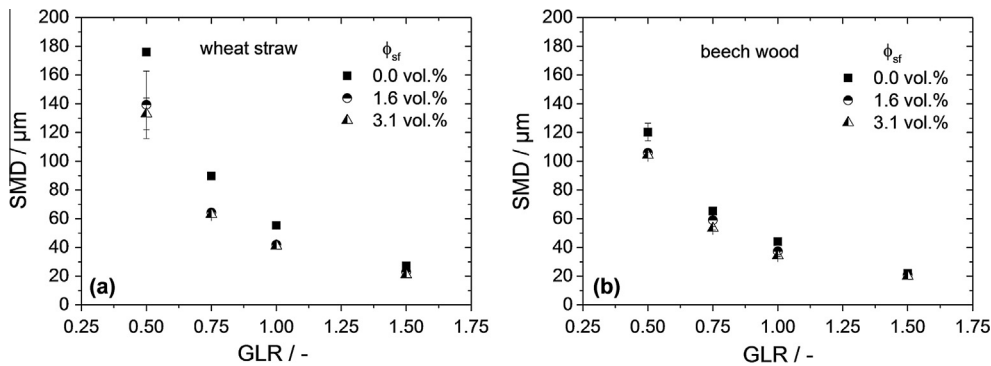 200
180
160
140
120
100
80
60
40
20
0
SMD / µm
wheat straw
ϕsf
0.0 vol.%
1.6 vol.%
3.1 vol.%
(a)
0.25 0.50 0.75 1.00 1.25 1.50 1.75
GLR / -
200
180
160
140
120
100
80
60
40
20
0
SMD / µm
beech wood
ϕsf
0.0 vol.%
1.6 vol.%
3.1 vol.%
(b)
0.25 0.50 0.75 1.00 1.25 1.50 1.75
GLR / -